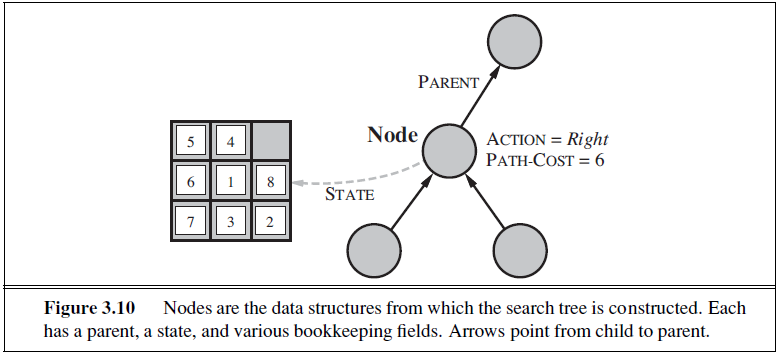 PARENT
Node
ACTION = Right
PATH-COST = 6
5 4
6 1 8
STATE
7 3 2
Figure 3.10 Nodes are the data structures from which the search tree is constructed. Each
has a parent, a state, and various bookkeeping fields. Arrows point from child to parent.